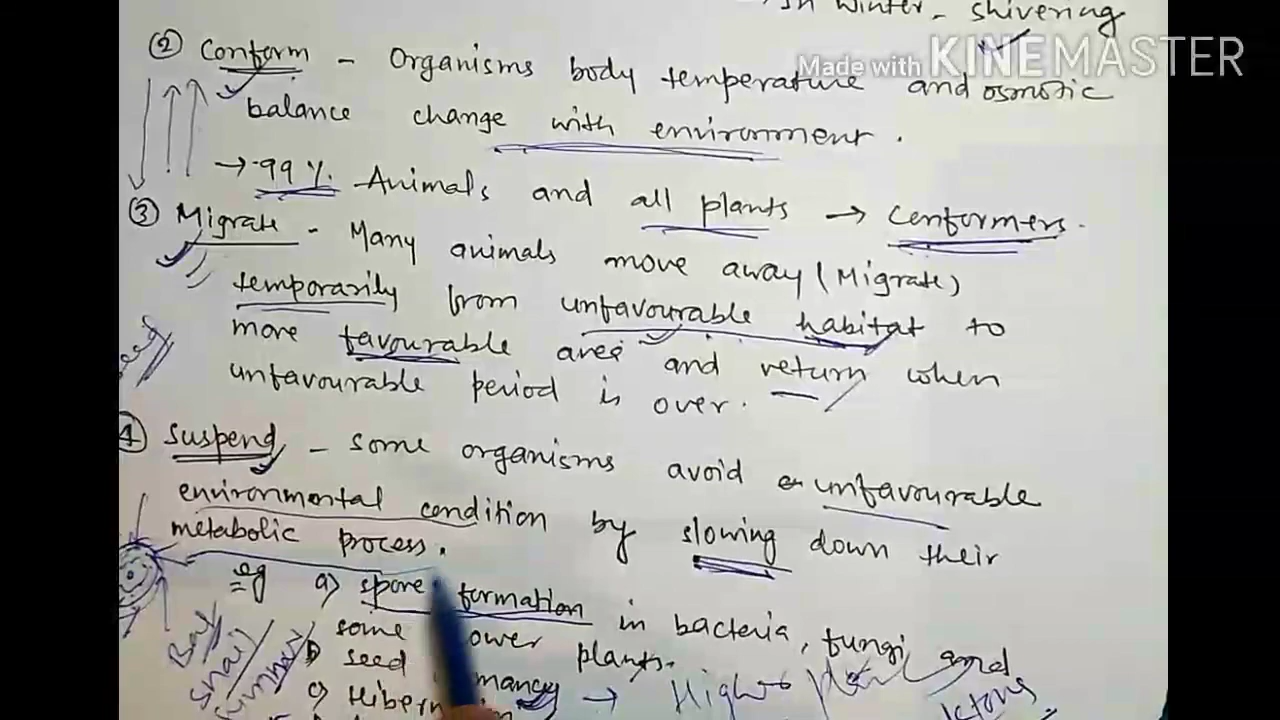 In winter - shivering
Made with KINEMASTER
② Conform - Organisms body temperature and osmotic
balance change with environment.
→ 99% Animals and all plants → Conformers.
③ Migrate - Many animals move away (Migrate)
temporarily from unfavourable habitat to
more favourable area and return when
unfavourable period is over.
eg
④ Suspend - Some organisms avoid unfavourable
environmental condition by slowing down their
metabolic process.
eg a) spore formation in bacteria, fungi and
some lower plants.
b) seed
c)